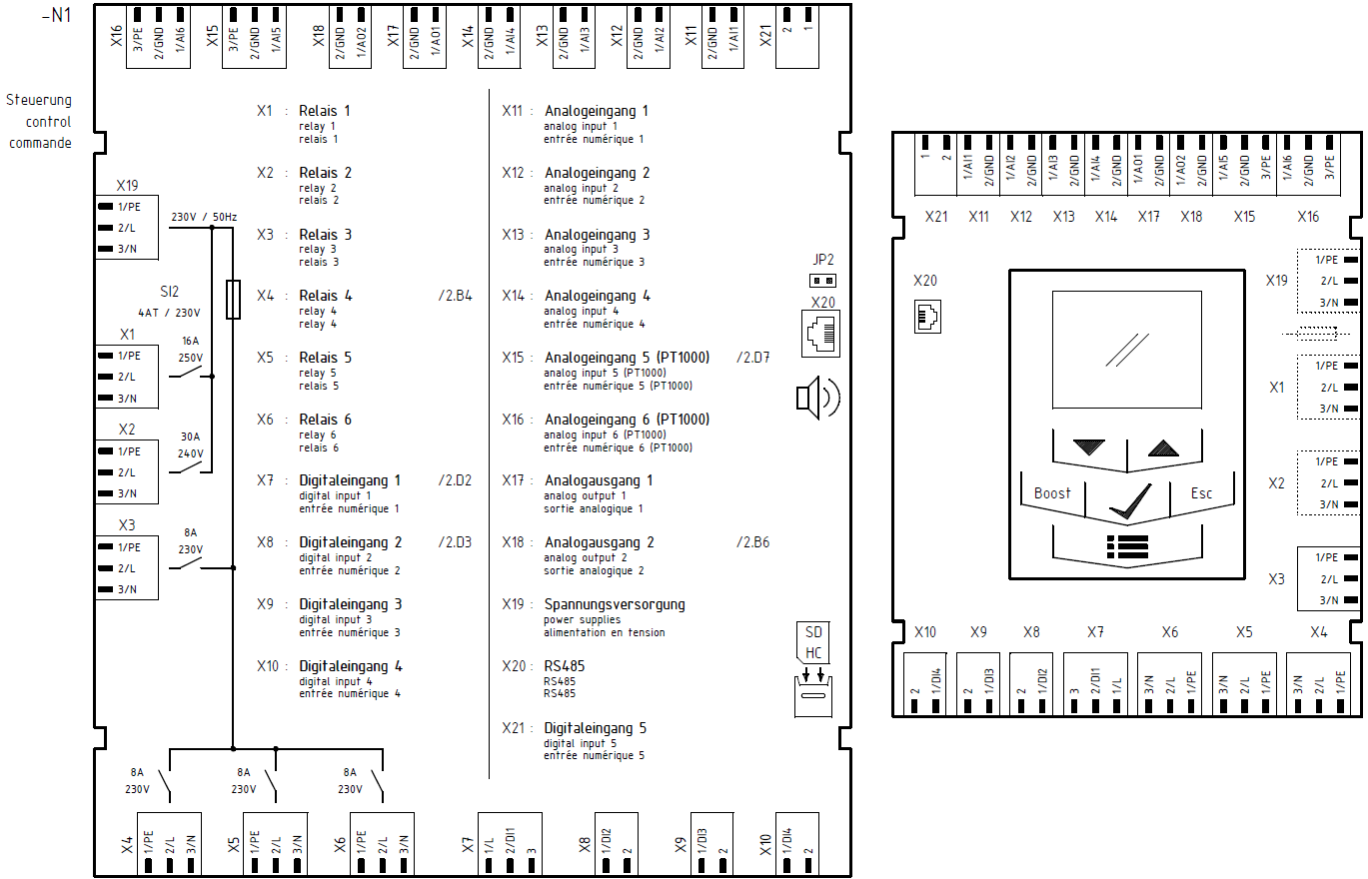 -N1
Steuerung
control
commande
X16
3/PE
2/GND
1/AI6
X15
3/PE
2/GND
1/AI5
X18
2/GND
1/AO2
X17
2/GND
1/AO1
X14
2/GND
1/AI4
X13
2/GND
1/AI3
X12
2/GND
1/AI2
X11
2/GND
1/AI1
X21
2
1
X19
1/PE
2/L
3/N
230V / 50Hz
SI2
4AT / 230V
X1
1/PE
2/L
3/N
16A
250V
X2
1/PE
2/L
3/N
30A
240V
X3
1/PE
2/L
3/N
8A
230V
X1 : Relais 1
relay 1
relais 1
X2 : Relais 2
relay 2
relais 2
X3 : Relais 3
relay 3
relais 3
X4 : Relais 4 /2.B4
relay 4
relay 4
X5 : Relais 5
relay 5
relais 5
X6 : Relais 6
relay 6
relais 6
X7 : Digitaleingang 1 /2.D2
digital input 1
entrée numérique 1
X8 : Digitaleingang 2 /2.D3
digital input 2
entrée numérique 2
X9 : Digitaleingang 3
digital input 3
entrée numérique 3
X10 : Digitaleingang 4
digital input 4
entrée numérique 4
X11 : Analogeingang 1
analog input 1
entrée numérique 1
X12 : Analogeingang 2
analog input 2
entrée numérique 2
X13 : Analogeingang 3
analog input 3
entrée numérique 3
X14 : Analogeingang 4
analog input 4
entrée numérique 4
X15 : Analogeingang 5 (PT1000) /2.D7
analog input 5 (PT1000)
entrée numérique 5 (PT1000)
X16 : Analogeingang 6 (PT1000)
analog input 6 (PT1000)
entrée numérique 6 (PT1000)
X17 : Analogausgang 1
analog output 1
sortie analogique 1
X18 : Analogausgang 2 /2.B6
analog output 2
sortie analogique 2
X19 : Spannungsversorgung
power supplies
alimentation en tension
X20 : RS485
RS485
RS485
X21 : Digitaleingang 5
digital input 5
entrée numérique 5
JP2
X20
SD
HC
8A
230V
8A
230V
8A
230V
X4
1/PE
2/L
3/N
X5
1/PE
2/L
3/N
X6
1/PE
2/L
3/N
X7
1/L
2/DI1
3
X8
1/DI2
2
X9
1/DI3
2
X10
1/DI4
2
1
2
1/AI1
2/GND
1/AI2
2/GND
1/AI3
2/GND
1/AI4
2/GND
1/AO1
2/GND
1/AO2
2/GND
1/AI5
2/GND
3/PE
1/AI6
2/GND
3/PE
X21 X11 X12 X13 X14 X17 X18 X15 X16
X20
X19
1/PE
2/L
3/N
X1
1/PE
2/L
3/N
X2
1/PE
2/L
3/N
X3
1/PE
2/L
3/N
Boost
Esc
X10 X9 X8 X7 X6 X5 X4
2
1/DI4
2
1/DI3
2
1/DI2
3
2/DI1
1/L
3/N
2/L
1/PE
3/N
2/L
1/PE
3/N
2/L
1/PE